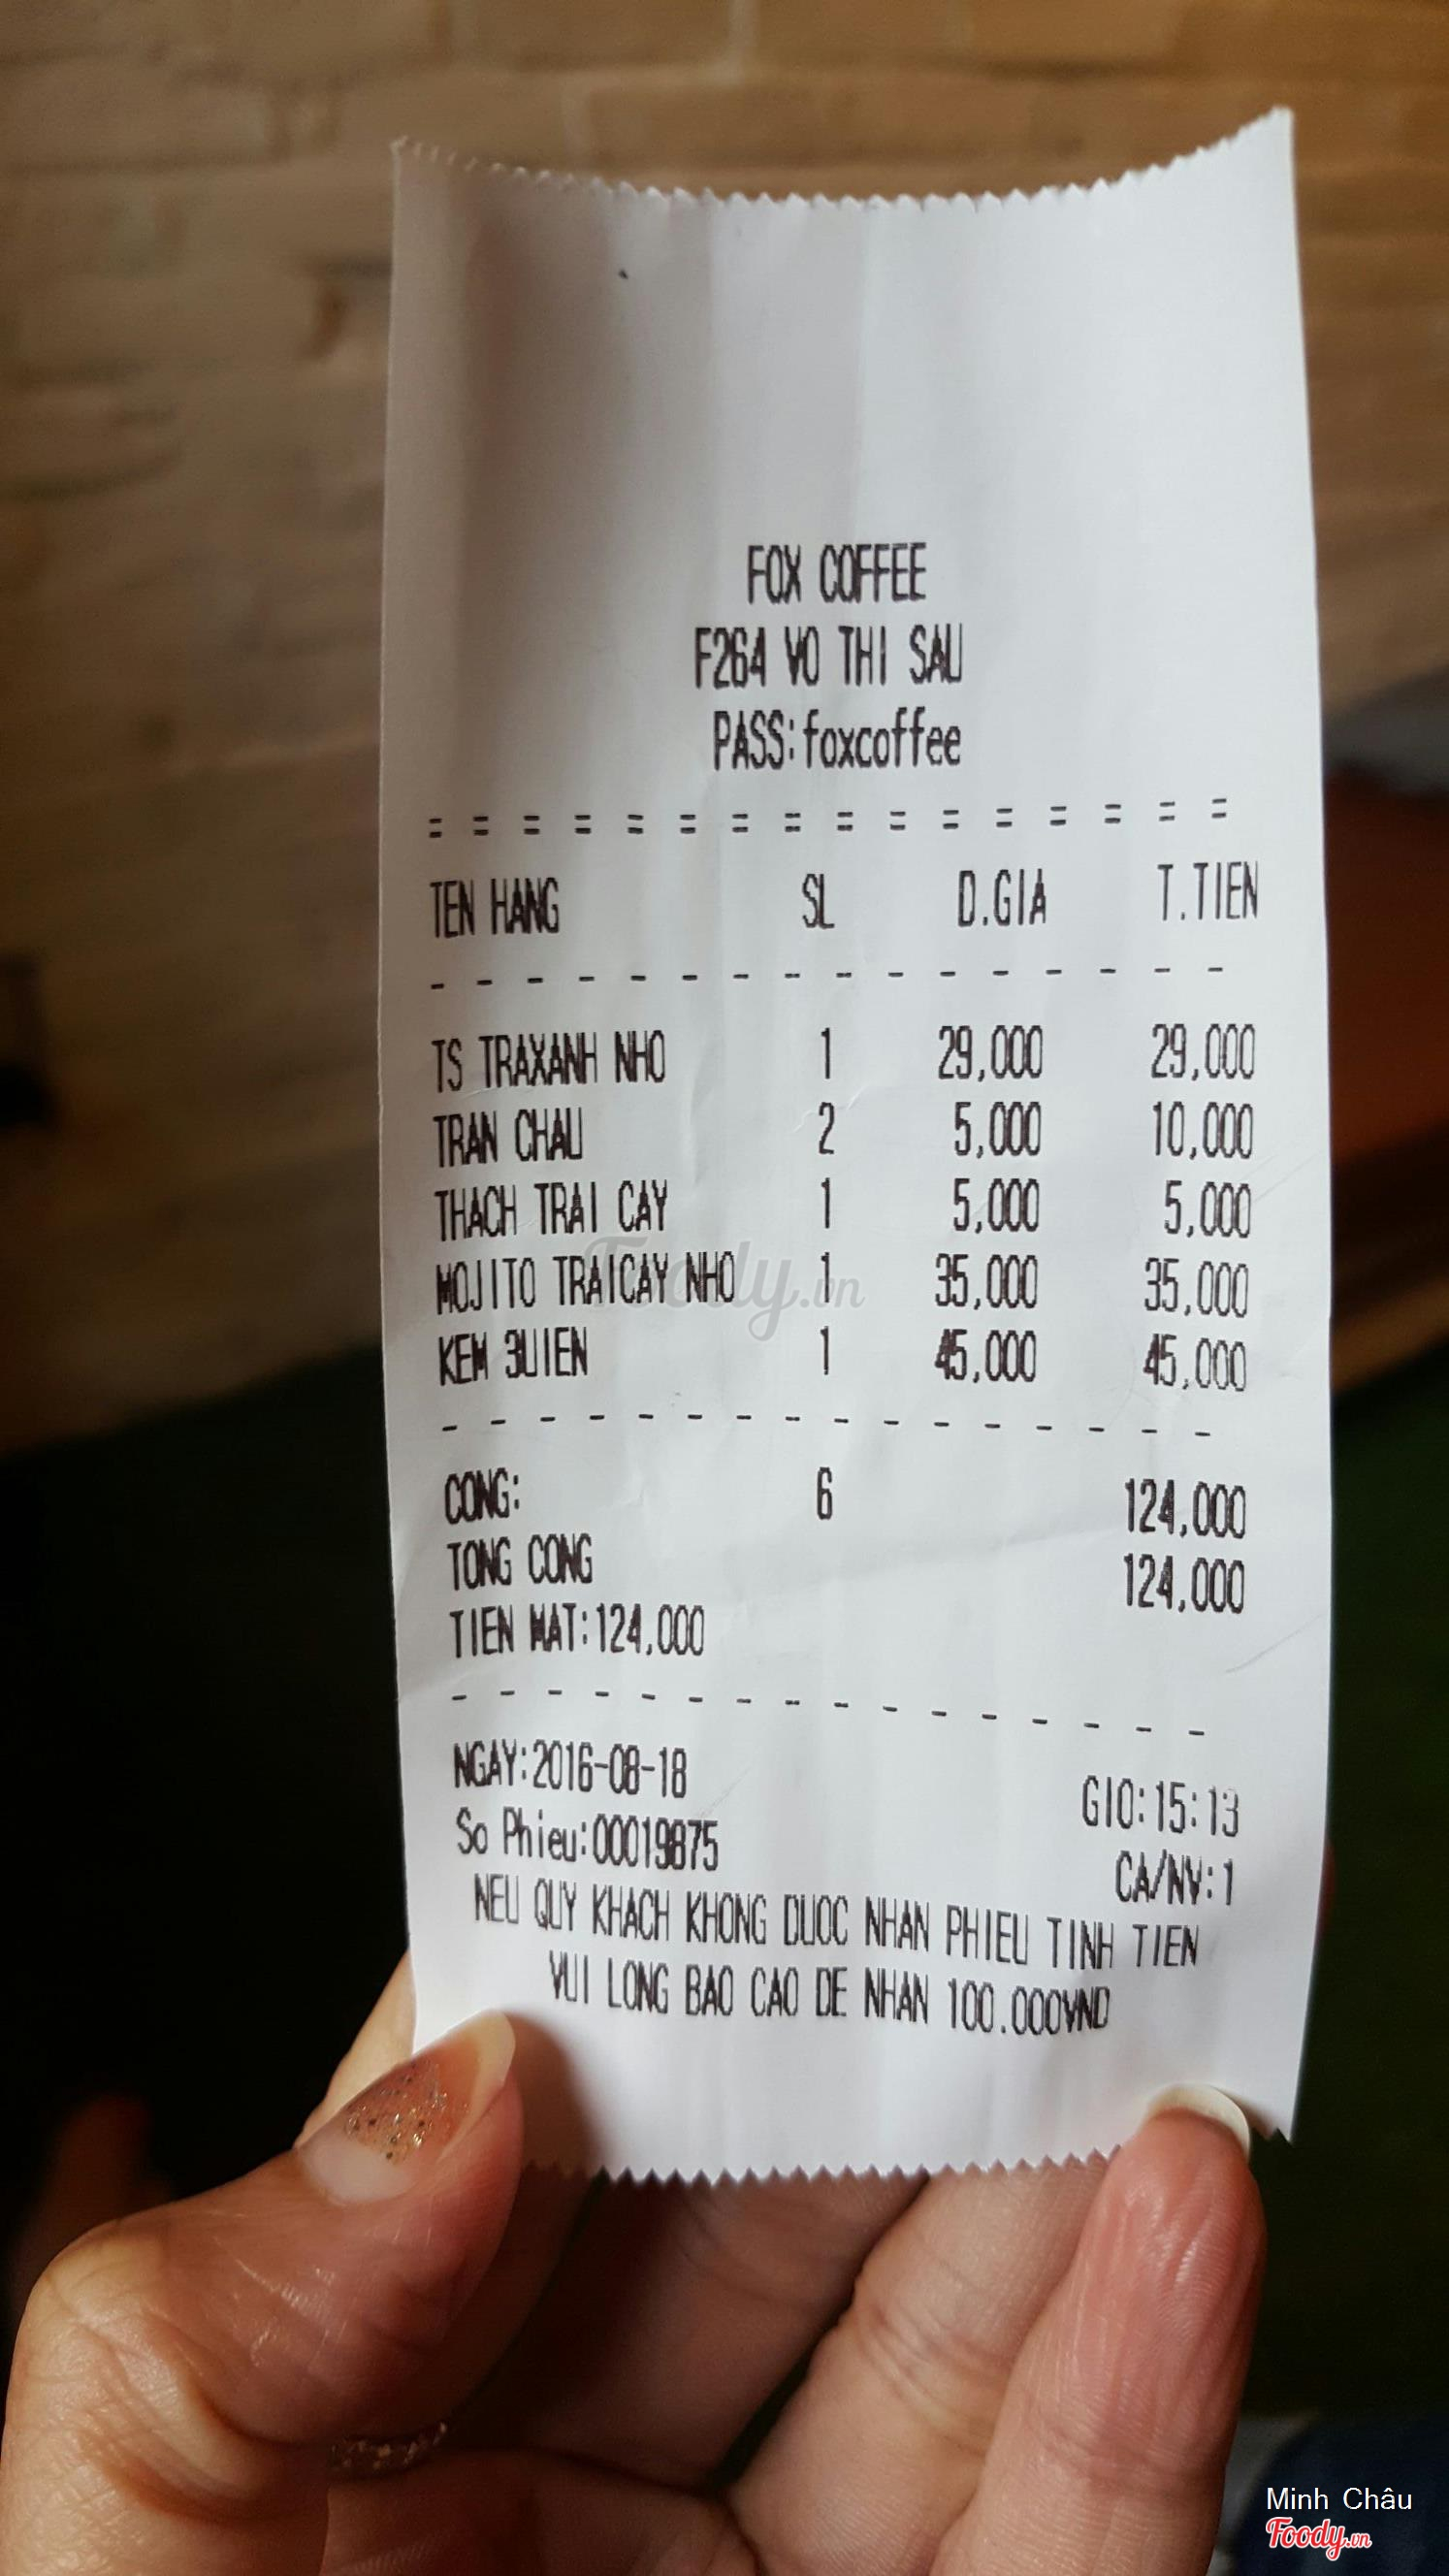 FOX COFFEE
F264 VO THI SAU
PASS:foxcoffee
= = = = = = = = = = = = = = = =
TEN HANG SL D.GIA T.TIEN
- - - - - - - - - - - - - - - -
TS TRAXANH NHO 1 29,000 29,000
TRAN CHAU 2 5,000 10,000
THACH TRAI CAY 1 5,000 5,000
MOJITO TRAICAY NHO 1 35,000 35,000
KEM 3UIEN 1 45,000 45,000
- - - - - - - - - - - - - - - -
CONG: 6 124,000
TONG CONG 124,000
TIEN MAT:124,000
- - - - - - - - - - - - - - - -
NGAY:2016-08-18 GIO:15:13
So Phieu:00019875 CA/NV:1
NEU QUY KHACH KHONG DUOC NHAN PHIEU TINH TIEN
VUI LONG BAO CAO DE NHAN 100.000VND
Foody.vn
Minh Châu
Foody.vn